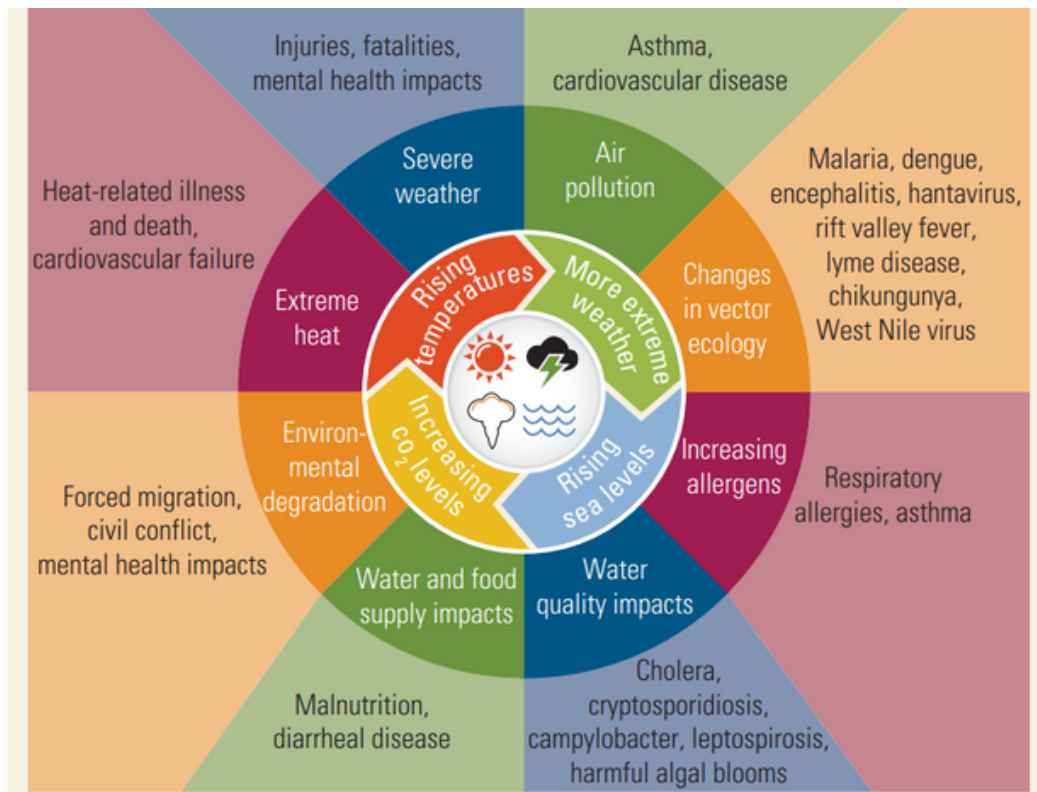 Injuries, fatalities,
mental health impacts
Asthma,
cardiovascular disease
Severe
weather
Air
pollution
Heat-related illness
and death,
cardiovascular failure
Malaria, dengue,
encephalitis, hantavirus,
rift valley fever,
lyme disease,
chikungunya,
West Nile virus
Extreme
heat
Changes
in vector
ecology
Rising
temperatures
More extreme
weather
Increasing
co₂ levels
Rising
sea levels
Environ-
mental
degradation
Increasing
allergens
Forced migration,
civil conflict,
mental health impacts
Respiratory
allergies, asthma
Water and food
supply impacts
Water
quality impacts
Malnutrition,
diarrheal disease
Cholera,
cryptosporidiosis,
campylobacter, leptospirosis,
harmful algal blooms